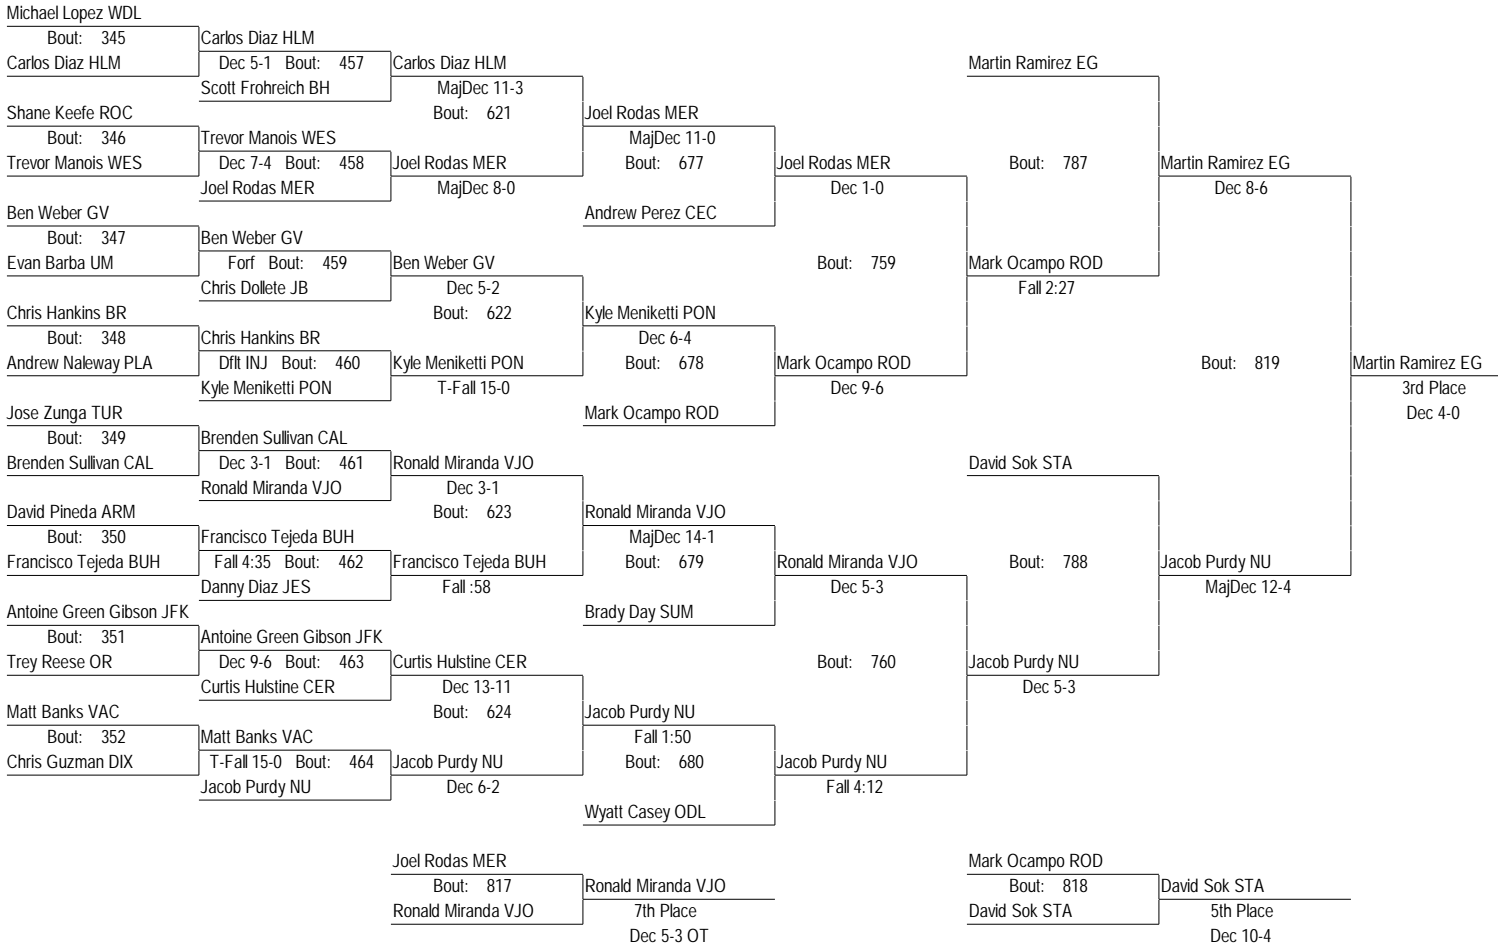 Michael Lopez WDL
Bout: 345
Carlos Diaz HLM
Carlos Diaz HLM
Dec 5-1 Bout: 457
Carlos Diaz HLM
Martin Ramirez EG
Scott Frohreich BH
MajDec 11-3
Shane Keefe ROC
Bout: 621
Joel Rodas MER
Bout: 346
Trevor Manois WES
MajDec 11-0
Trevor Manois WES
Dec 7-4 Bout: 458
Joel Rodas MER
Bout: 677
Joel Rodas MER
Bout: 787
Martin Ramirez EG
Joel Rodas MER
MajDec 8-0
Dec 1-0
Dec 8-6
Ben Weber GV
Andrew Perez CEC
Bout: 347
Ben Weber GV
Evan Barba UM
Forf Bout: 459
Ben Weber GV
Bout: 759
Mark Ocampo ROD
Chris Dollete JB
Dec 5-2
Fall 2:27
Chris Hankins BR
Bout: 622
Kyle Meniketti PON
Bout: 348
Chris Hankins BR
Dec 6-4
Andrew Naleway PLA
Dflt INJ Bout: 460
Kyle Meniketti PON
Bout: 678
Mark Ocampo ROD
Bout: 819
Martin Ramirez EG
Kyle Meniketti PON
T-Fall 15-0
Dec 9-6
3rd Place
Jose Zunga TUR
Mark Ocampo ROD
Dec 4-0
Bout: 349
Brenden Sullivan CAL
Brenden Sullivan CAL
Dec 3-1 Bout: 461
Ronald Miranda VJO
David Sok STA
Ronald Miranda VJO
Dec 3-1
David Pineda ARM
Bout: 623
Ronald Miranda VJO
Bout: 350
Francisco Tejeda BUH
MajDec 14-1
Francisco Tejeda BUH
Fall 4:35 Bout: 462
Francisco Tejeda BUH
Bout: 679
Ronald Miranda VJO
Bout: 788
Jacob Purdy NU
Danny Diaz JES
Fall :58
Dec 5-3
MajDec 12-4
Antoine Green Gibson JFK
Brady Day SUM
Bout: 351
Antoine Green Gibson JFK
Trey Reese OR
Dec 9-6 Bout: 463
Curtis Hulstine CER
Bout: 760
Jacob Purdy NU
Curtis Hulstine CER
Dec 13-11
Dec 5-3
Matt Banks VAC
Bout: 624
Jacob Purdy NU
Bout: 352
Matt Banks VAC
Fall 1:50
Chris Guzman DIX
T-Fall 15-0 Bout: 464
Jacob Purdy NU
Bout: 680
Jacob Purdy NU
Jacob Purdy NU
Dec 6-2
Fall 4:12
Wyatt Casey ODL
Joel Rodas MER
Mark Ocampo ROD
Bout: 817
Ronald Miranda VJO
Bout: 818
David Sok STA
Ronald Miranda VJO
7th Place
David Sok STA
5th Place
Dec 5-3 OT
Dec 10-4